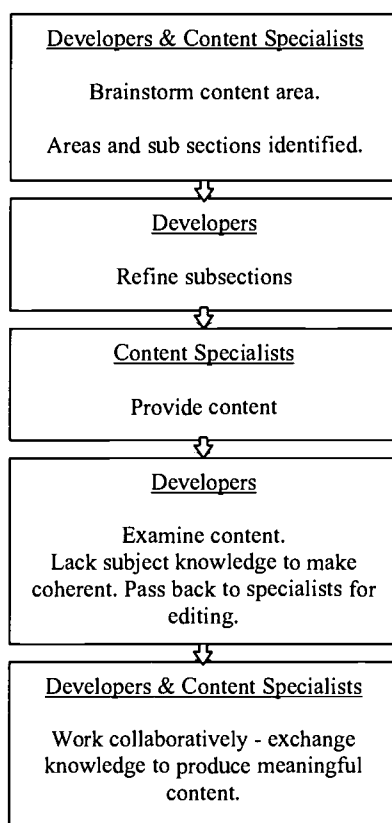 Developers & Content Specialists
Brainstorm content area.
Areas and sub sections identified.
Developers
Refine subsections
Content Specialists
Provide content
Developers
Examine content.
Lack subject knowledge to make
coherent. Pass back to specialists for
editing.
Developers & Content Specialists
Work collaboratively - exchange
knowledge to produce meaningful
content.